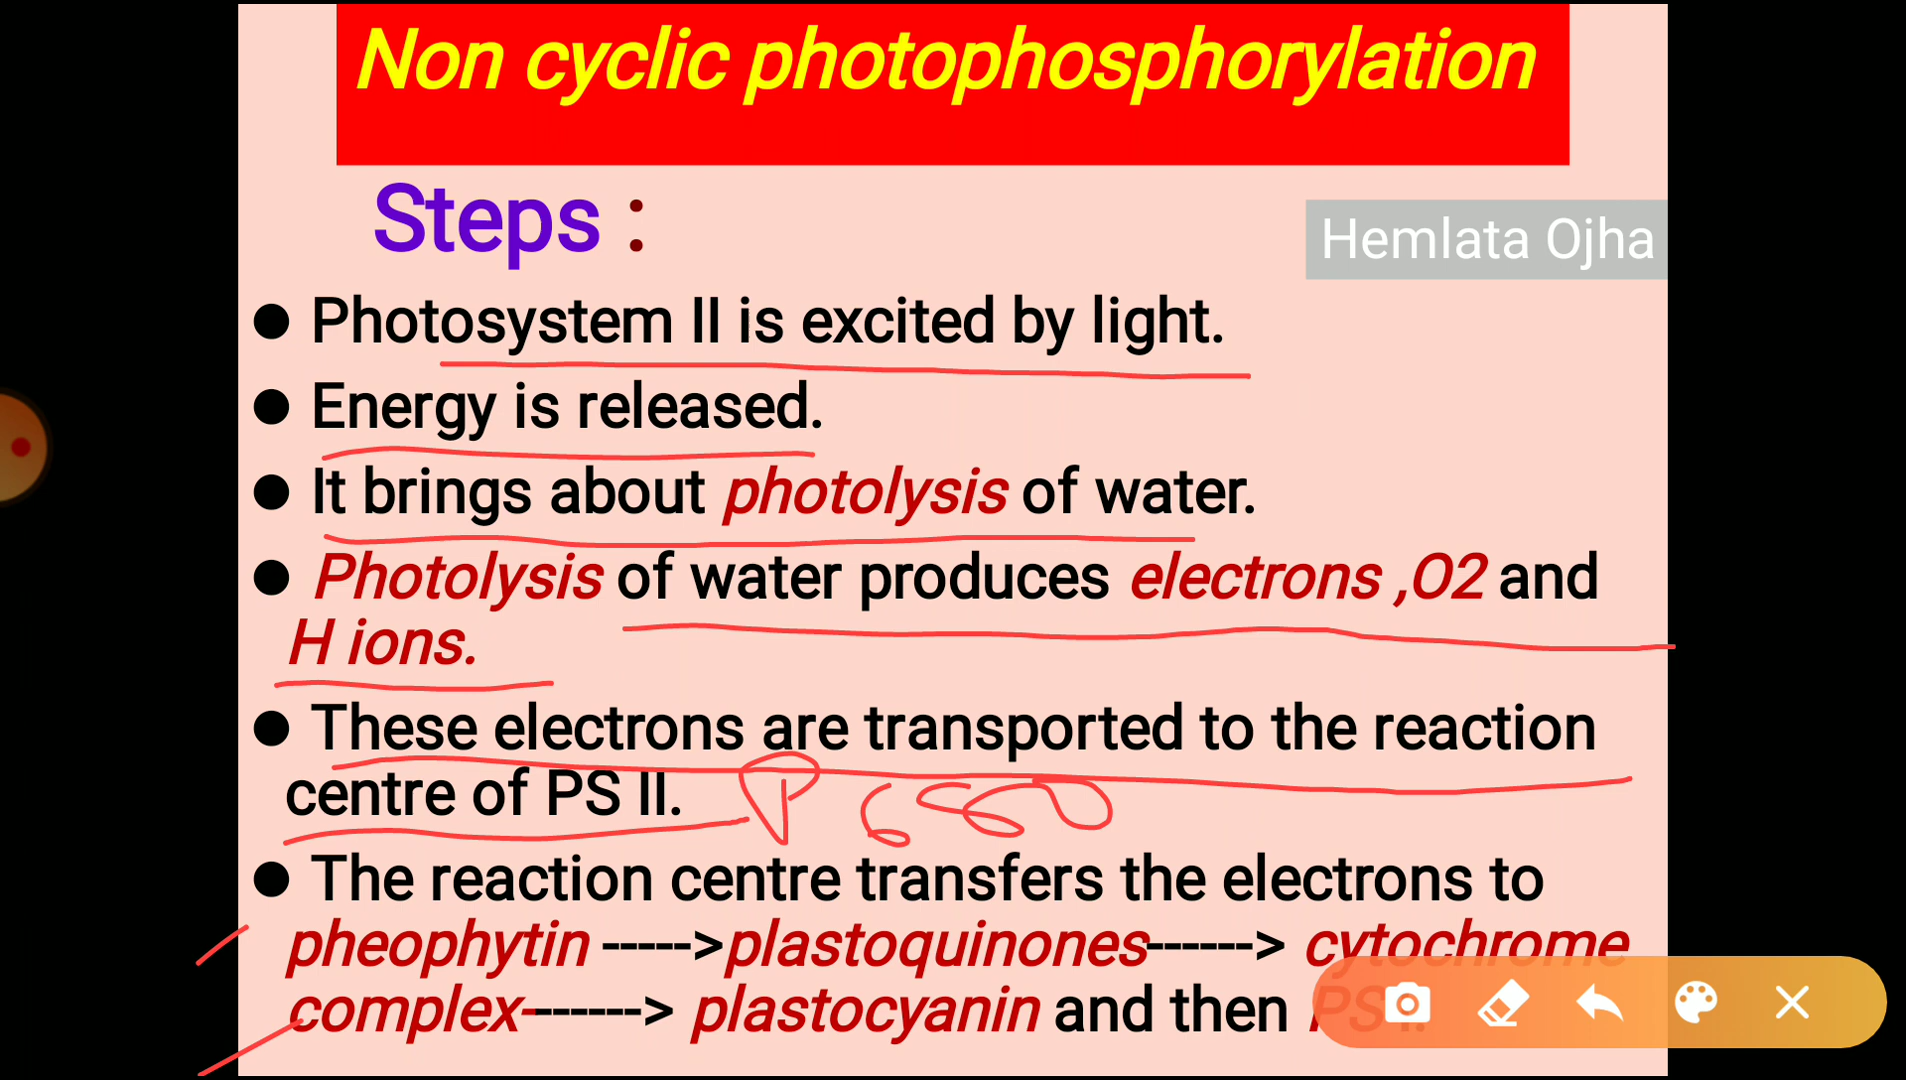 Non cyclic photophosphorylation
Steps :
Hemlata Ojha
● Photosystem II is excited by light.
● Energy is released.
● It brings about photolysis of water.
● Photolysis of water produces electrons ,O2 and
H ions.
● These electrons are transported to the reaction
centre of PS II. P 680
● The reaction centre transfers the electrons to
pheophytin ----->plastoquinones------> cytochrome
complex-------> plastocyanin and then PS I.